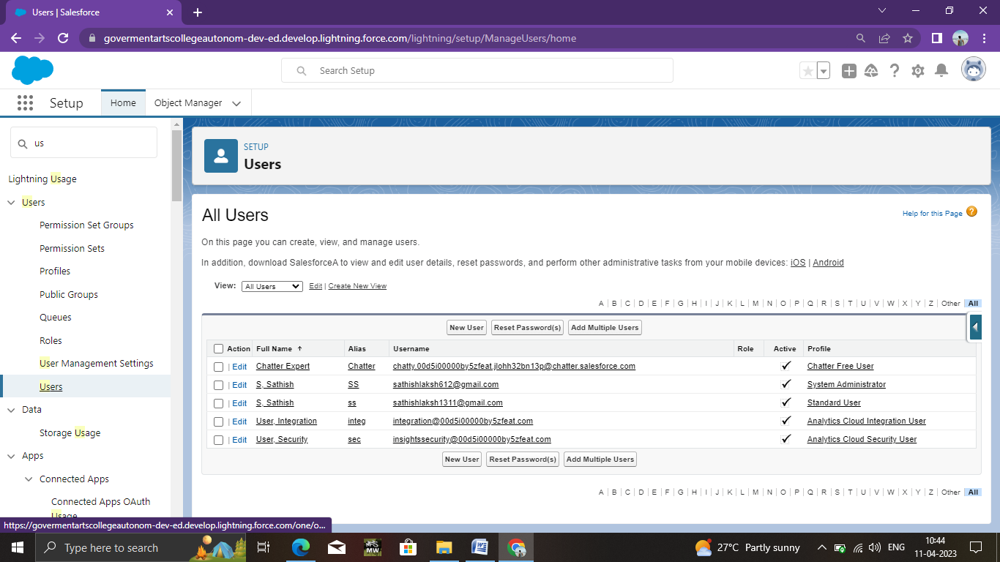 Users | Salesforce
govermentartscollegeautonom-dev-ed.develop.lightning.force.com/lightning/setup/ManageUsers/home
Search Setup
Setup
Home
Object Manager
us
Lightning Usage
Users
Permission Set Groups
Permission Sets
Profiles
Public Groups
Queues
Roles
User Management Settings
Users
Data
Storage Usage
Apps
Connected Apps
Connected Apps OAuth
Usage
SETUP
Users
All Users
Help for this Page
On this page you can create, view, and manage users.
In addition, download SalesforceA to view and edit user details, reset passwords, and perform other administrative tasks from your mobile devices: iOS | Android
View: All Users Edit | Create New View
A | B | C | D | E | F | G | H | I | J | K | L | M | N | O | P | Q | R | S | T | U | V | W | X | Y | Z | Other All
New User Reset Password(s) Add Multiple Users
Action Full Name ↑ Alias Username Role Active Profile
| Edit Chatter Expert Chatter chatty.00d5i00000by5zfeat.jlohh32bn13p@chatter.salesforce.com ✓ Chatter Free User
| Edit S, Sathish SS sathishlaksh612@gmail.com ✓ System Administrator
| Edit S, Sathish ss sathishlaksh1311@gmail.com ✓ Standard User
| Edit User, Integration integ integration@00d5i00000by5zfeat.com ✓ Analytics Cloud Integration User
| Edit User, Security sec insightssecurity@00d5i00000by5zfeat.com ✓ Analytics Cloud Security User
New User Reset Password(s) Add Multiple Users
A | B | C | D | E | F | G | H | I | J | K | L | M | N | O | P | Q | R | S | T | U | V | W | X | Y | Z | Other All
https://govermentartscollegeautonom-dev-ed.develop.lightning.force.com/one/o...
Type here to search
MW
27°C Partly sunny
ENG
10:44
11-04-2023